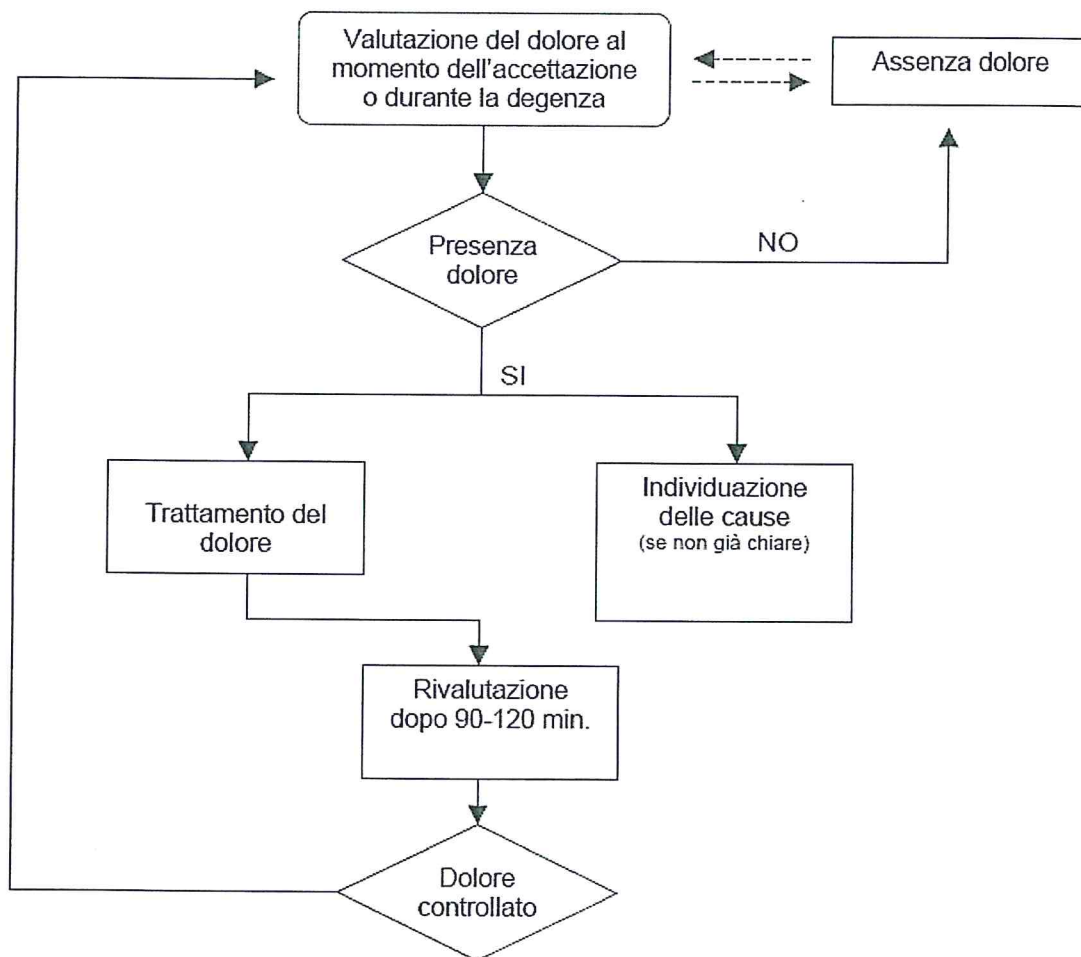 Valutazione del dolore al
momento dell'accettazione
o durante la degenza
Assenza dolore
Presenza
dolore
NO
SI
Trattamento del
dolore
Individuazione
delle cause
(se non già chiare)
Rivalutazione
dopo 90-120 min.
Dolore
controllato